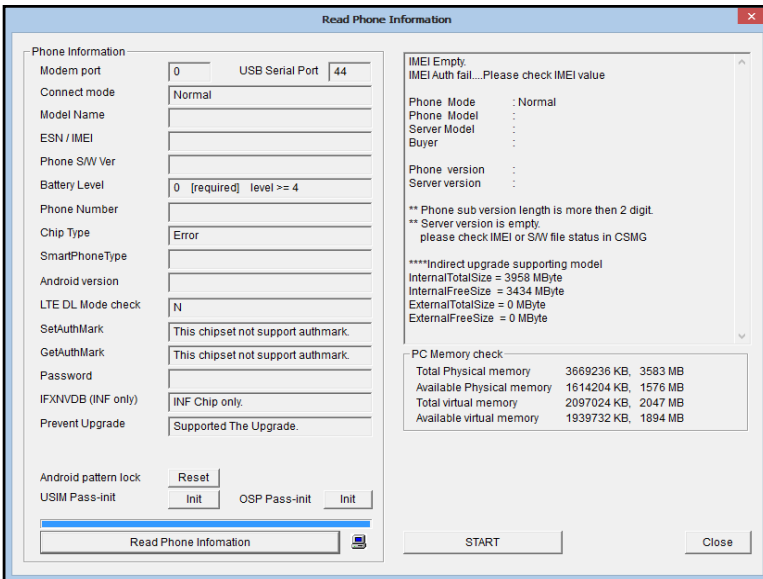 Read Phone Information
Phone Information
Modem port 0 USB Serial Port 44
Connect mode Normal
Model Name
ESN / IMEI
Phone S/W Ver
Battery Level 0 [required] level >= 4
Phone Number
Chip Type Error
SmartPhoneType
Android version
LTE DL Mode check N
SetAuthMark This chipset not support authmark.
GetAuthMark This chipset not support authmark.
Password
IFXNVDB (INF only) INF Chip only.
Prevent Upgrade Supported The Upgrade.
Android pattern lock Reset
USIM Pass-init Init OSP Pass-init Init
Read Phone Infomation
IMEI Empty.
IMEI Auth fail....Please check IMEI value
Phone Mode : Normal
Phone Model :
Server Model :
Buyer :
Phone version :
Server version :
** Phone sub version length is more then 2 digit.
** Server version is empty.
please check IMEI or S/W file status in CSMG
****Indirect upgrade supporting model
InternalTotalSize = 3958 MByte
InternalFreeSize = 3434 MByte
ExternalTotalSize = 0 MByte
ExternalFreeSize = 0 MByte
PC Memory check
Total Physical memory 3669236 KB, 3583 MB
Available Physical memory 1614204 KB, 1576 MB
Total virtual memory 2097024 KB, 2047 MB
Available virtual memory 1939732 KB, 1894 MB
START
Close